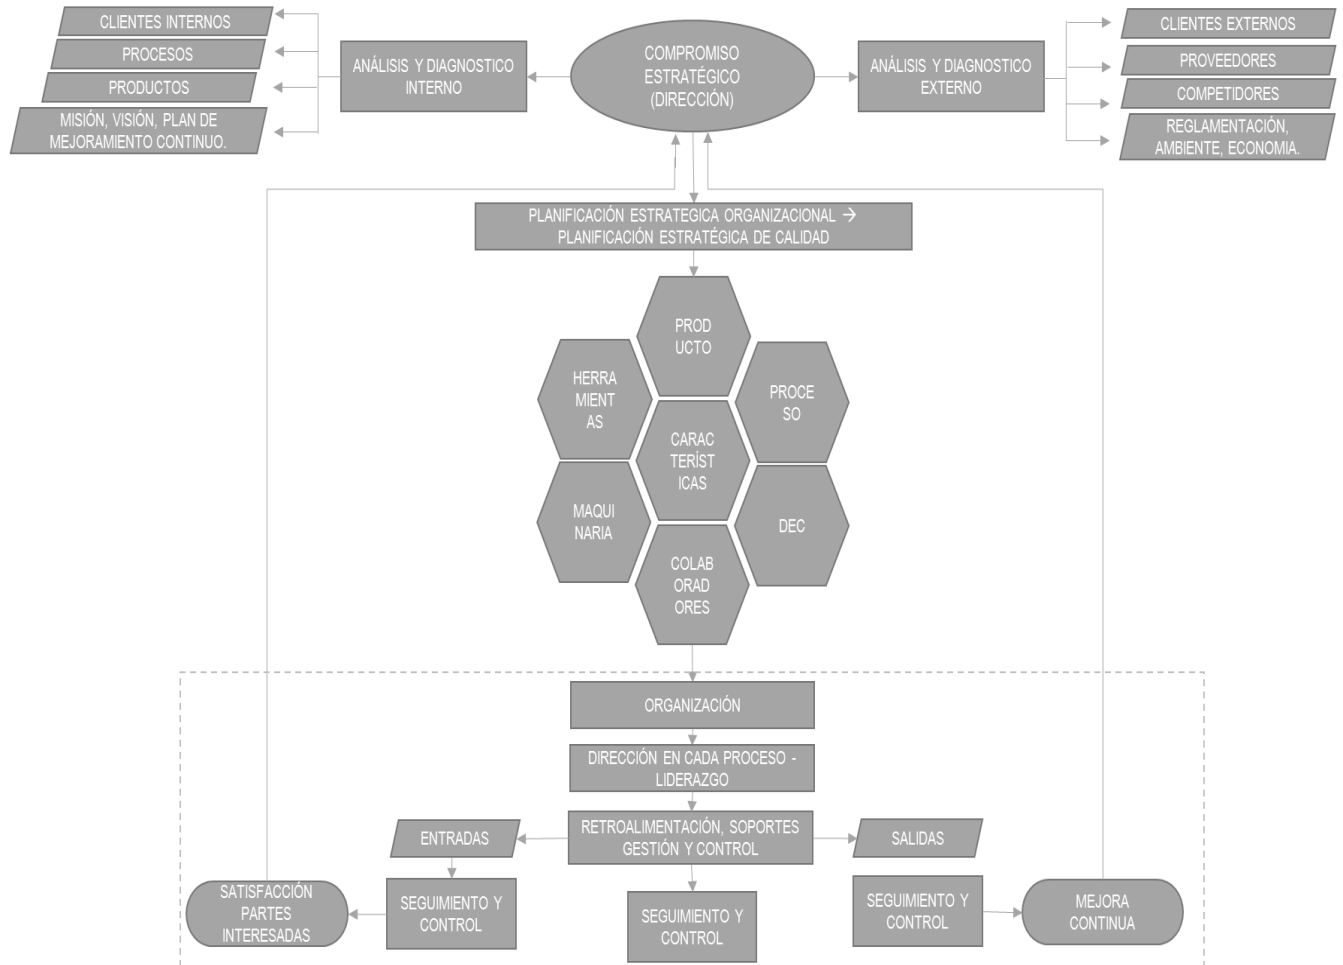 CLIENTES INTERNOS
PROCESOS
PRODUCTOS
MISIÓN, VISIÓN, PLAN DE
MEJORAMIENTO CONTINUO.
ANÁLISIS Y DIAGNOSTICO
INTERNO
COMPROMISO
ESTRATÉGICO
(DIRECCIÓN)
ANÁLISIS Y DIAGNOSTICO
EXTERNO
CLIENTES EXTERNOS
PROVEEDORES
COMPETIDORES
REGLAMENTACIÓN,
AMBIENTE, ECONOMIA.
PLANIFICACIÓN ESTRATEGICA ORGANIZACIONAL →
PLANIFICACIÓN ESTRATÉGICA DE CALIDAD
PROD
UCTO
HERRA
MIENT
AS
PROCE
SO
CARAC
TERÍST
ICAS
MAQUI
NARIA
DEC
COLAB
ORAD
ORES
ORGANIZACIÓN
DIRECCIÓN EN CADA PROCESO -
LIDERAZGO
RETROALIMENTACIÓN, SOPORTES
GESTIÓN Y CONTROL
ENTRADAS
SALIDAS
SATISFACCIÓN
PARTES
INTERESADAS
SEGUIMIENTO Y
CONTROL
SEGUIMIENTO Y
CONTROL
SEGUIMIENTO Y
CONTROL
MEJORA
CONTINUA